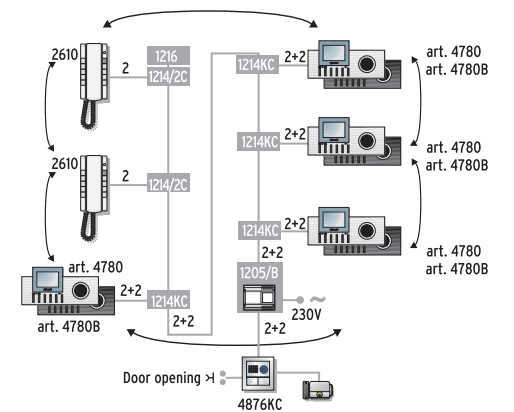 2610
2
1216
1214/2C
2610
2
1214/2C
art. 4780
2+2
1214KC
art. 4780B
2+2
1214KC
2+2
art. 4780
art. 4780B
1214KC
2+2
art. 4780
art. 4780B
1214KC
2+2
art. 4780
art. 4780B
2+2
1205/B
230V
2+2
Door opening
4876KC